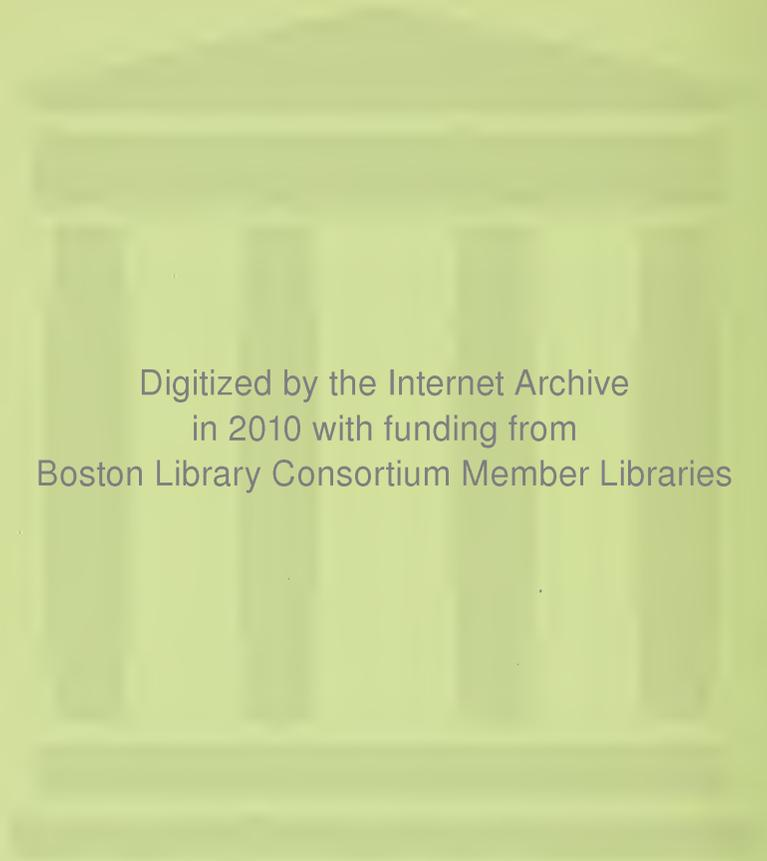 Digitized by the Internet Archive
in 2010 with funding from
Boston Library Consortium Member Libraries